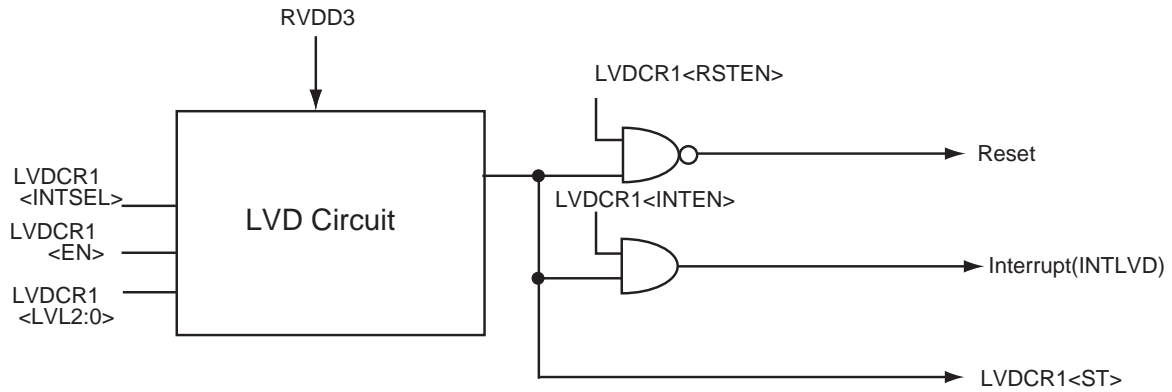 RVDD3
LVDCR1<RSTEN>
LVDCR1
<INTSEL>
LVDCR1
<EN>
LVDCR1
<LVL2:0>
LVD Circuit
Reset
LVDCR1<INTEN>
Interrupt(INTLVD)
LVDCR1<ST>